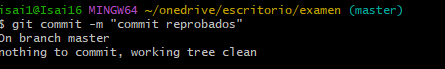 isai1@Isai16 MINGW64 ~/onedrive/escritorio/examen (master)
$ git commit -m "commit reprobados"
On branch master
nothing to commit, working tree clean